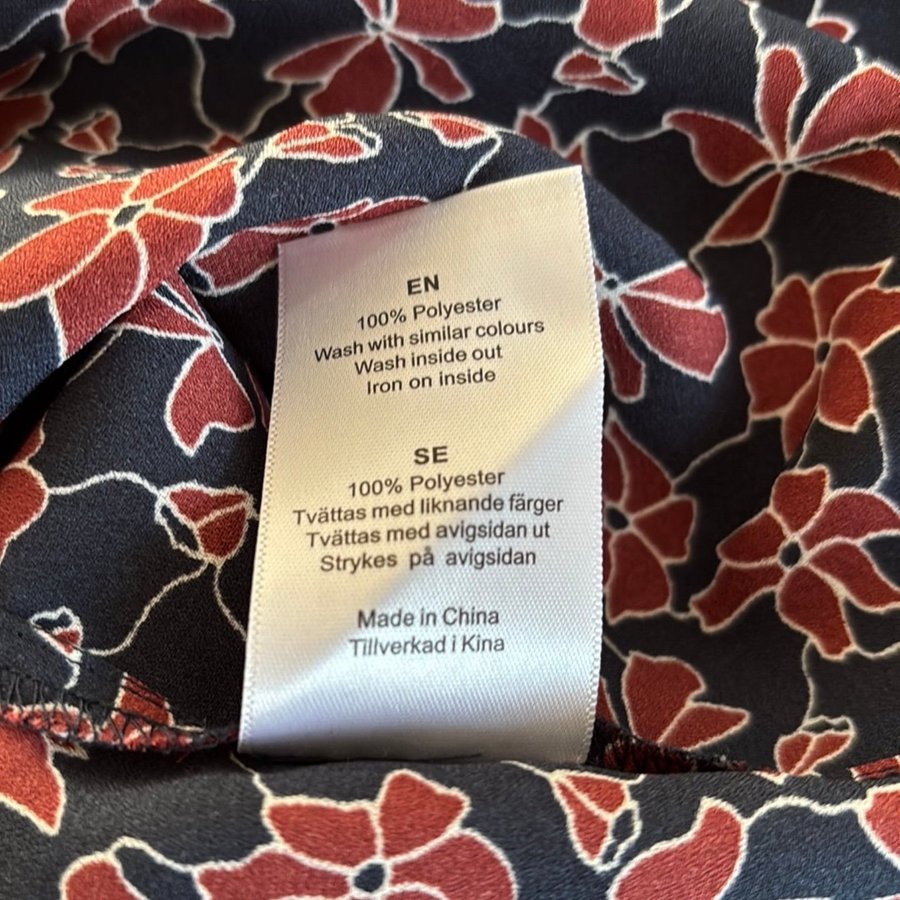 EN
100% Polyester
Wash with similar colours
Wash inside out
Iron on inside
SE
100% Polyester
Tvättas med liknande färger
Tvättas med avigsidan ut
Strykes på avigsidan
Made in China
Tillverkad i Kina